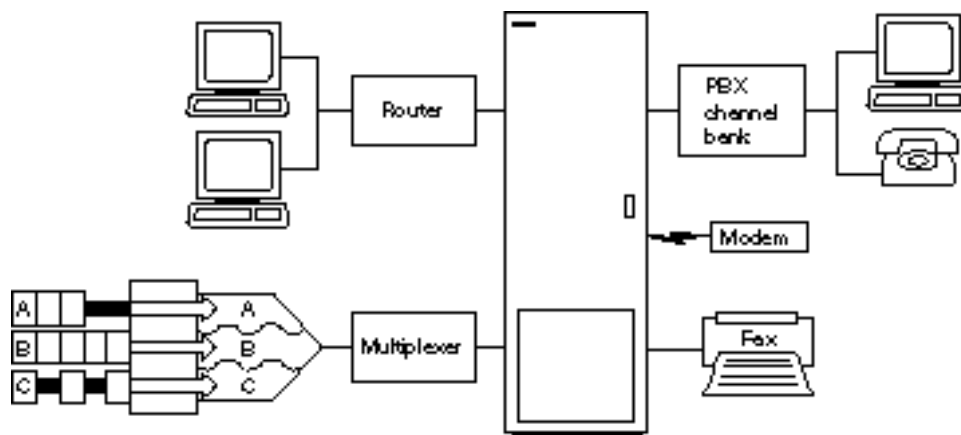 Router
PBX
channel
bank
Modem
A
A
B
B
C
C
Multiplexer
Fax